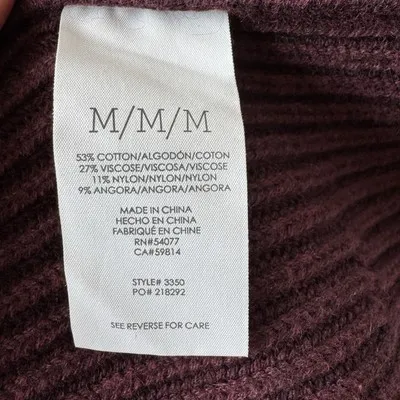 M/M/M
53% COTTON/ALGODÓN/COTON
27% VISCOSE/VISCOSA/VISCOSE
11% NYLON/NYLON/NYLON
9% ANGORA/ANGORA/ANGORA
MADE IN CHINA
HECHO EN CHINA
FABRIQUÉ EN CHINE
RN#54077
CA#59814
STYLE# 3350
PO# 218292
SEE REVERSE FOR CARE